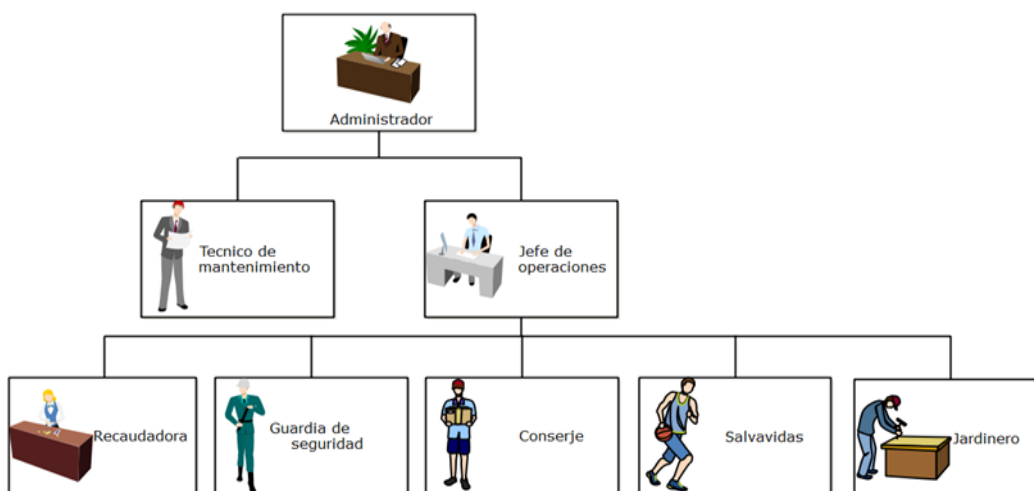 Administrador
Tecnico de
mantenimiento
Jefe de
operaciones
Recaudadora
Guardia de
seguridad
Conserje
Salvavidas
Jardinero